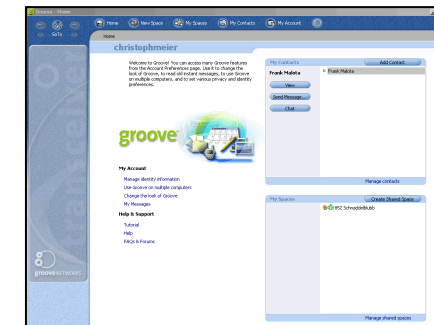 Groove - Home
GoTo
Home
New Space
My Spaces
My Contacts
My Account
Home
christophmeier
Welcome to Groove! You can access many Groove features
from the Account Preferences page. Use it to change the
look of Groove, to read old instant messages, to use Groove
on multiple computers, and to set various privacy and identity
preferences.
groove
My Account
Manage identity information
Use Groove on multiple computers
Change the look of Groove
My Messages
Help & Support
Tutorial
Help
FAQs & Forums
My Contacts
Add Contact
Frank Malota
Frank Malota
View
Send Message...
Chat
Manage contacts
My Spaces
Create Shared Space
BS2 Schnaddelklubb
Manage shared spaces
groove NETWORKS